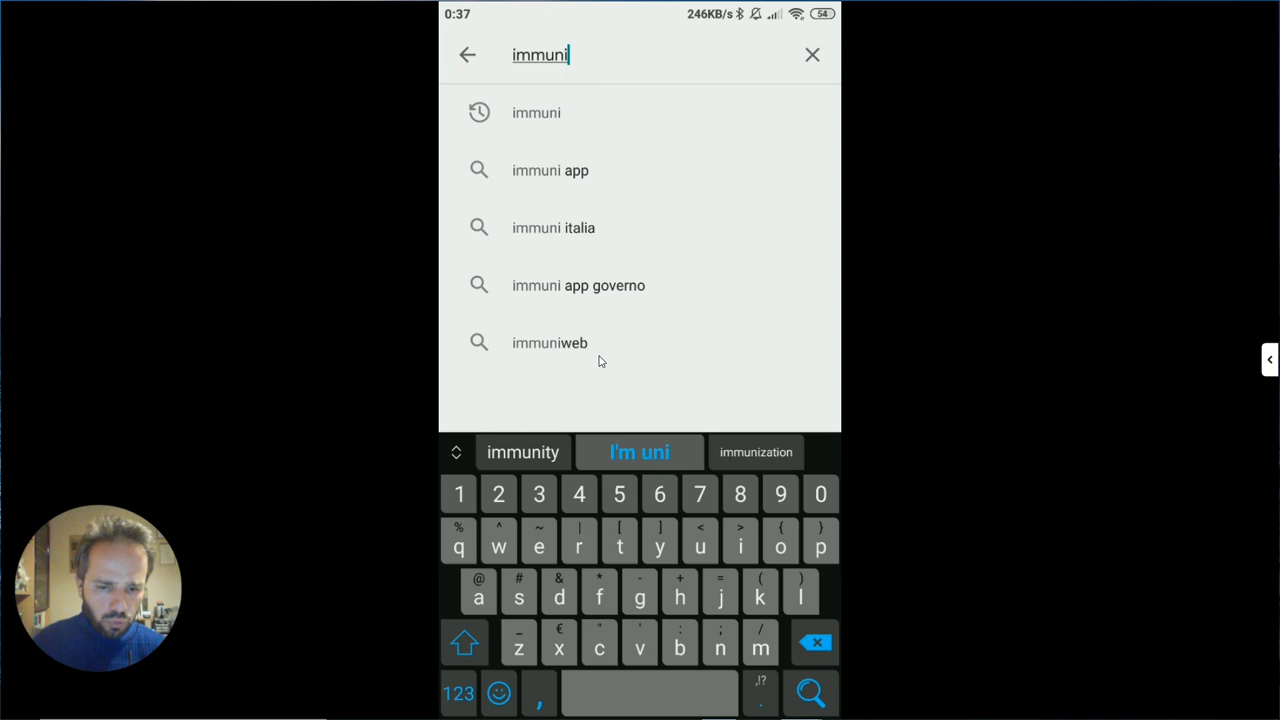 0:37 246KB/s 54
immuni
immuni
immuni app
immuni italia
immuni app governo
immuniweb
immunity I'm uni immunization
1 2 3 4 5 6 7 8 9 0
% ^ ~ | [ ] < > { }
q w e r t y u i o p
@ # & * - + = ( )
a s d f g h j k l
_ € " ' : ; /
z x c v b n m
,!?
123 , .